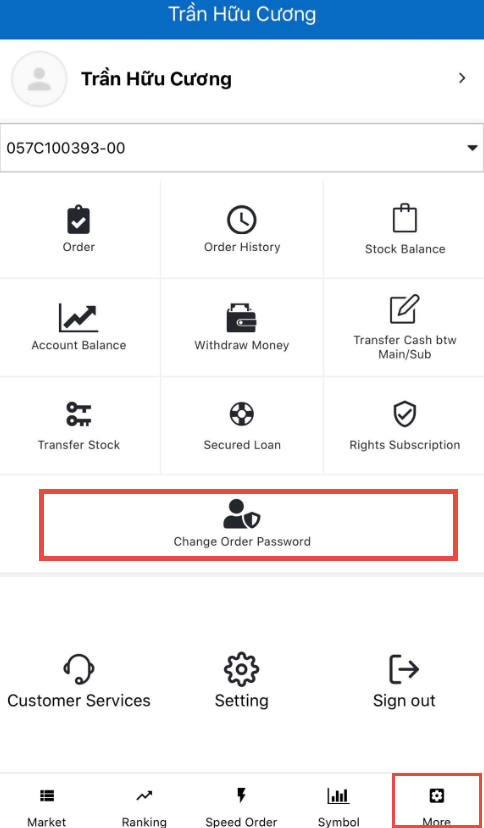 Trần Hữu Cương
Trần Hữu Cương
057C100393-00
Order
Order History
Stock Balance
Account Balance
Withdraw Money
Transfer Cash btw
Main/Sub
Transfer Stock
Secured Loan
Rights Subscription
Change Order Password
Customer Services
Setting
Sign out
Market
Ranking
Speed Order
Symbol
More